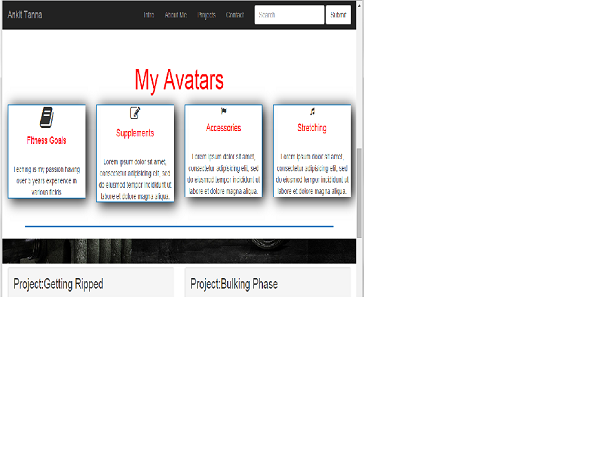 Ankit Tanna Intro About Me Projects Contact Search Submit
My Avatars
Fitness Goals
Teching is my passion having
over 5 years experience in
various fields.
Supplements
Lorem ipsum dolor sit amet,
consectetur adipisicing elit, sed
do eiusmod tempor incididunt ut
labore et dolore magna aliqua.
Accessories
Lorem ipsum dolor sit amet,
consectetur adipisicing elit, sed
do eiusmod tempor incididunt ut
labore et dolore magna aliqua.
Stretching
Lorem ipsum dolor sit amet,
consectetur adipisicing elit, sed
do eiusmod tempor incididunt ut
labore et dolore magna aliqua.
Project:Getting Ripped
Project:Bulking Phase